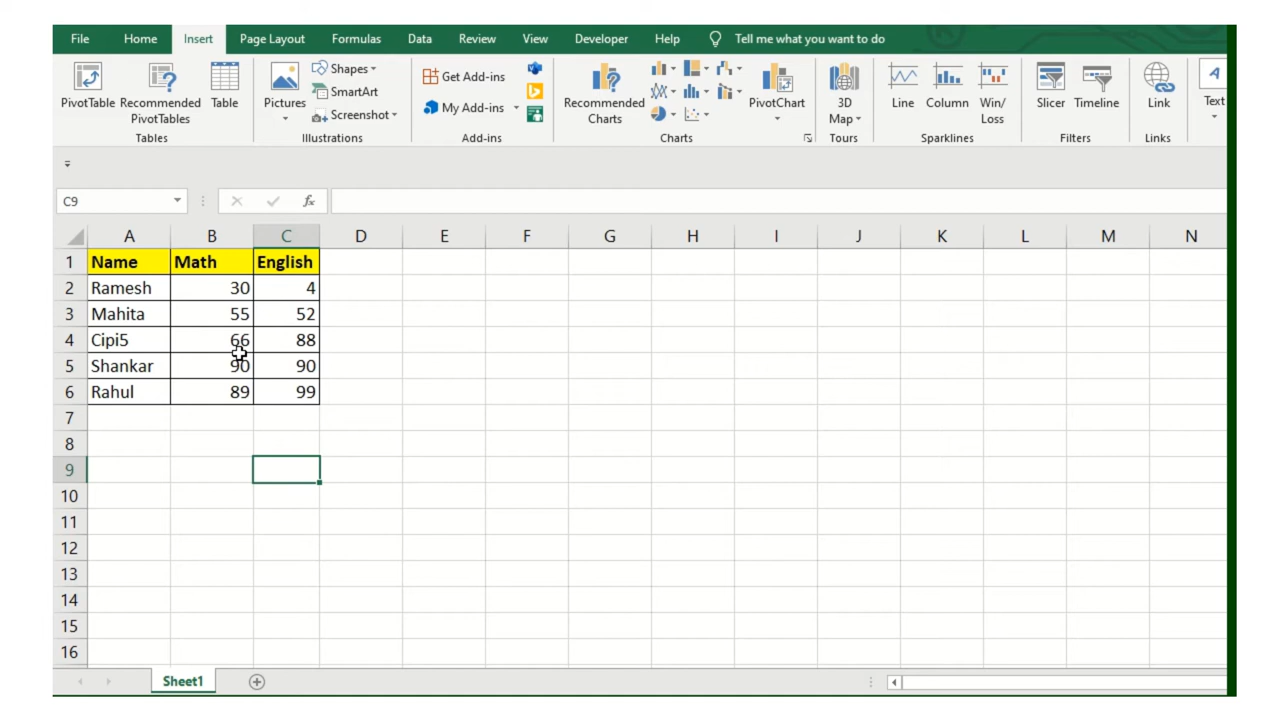 File Home Insert Page Layout Formulas Data Review View Developer Help Tell me what you want to do
PivotTable Recommended PivotTables Table
Tables
Pictures Shapes SmartArt Screenshot
Illustrations
Get Add-ins
My Add-ins
Add-ins
Recommended Charts PivotChart
Charts
3D Map
Tours
Line Column Win/Loss
Sparklines
Slicer Timeline
Filters
Link
Links
Text
C9 fx
A B C D E F G H I J K L M N
1 Name Math English
2 Ramesh 30 4
3 Mahita 55 52
4 Cipi5 66 88
5 Shankar 90 90
6 Rahul 89 99
7
8
9
10
11
12
13
14
15
16
Sheet1